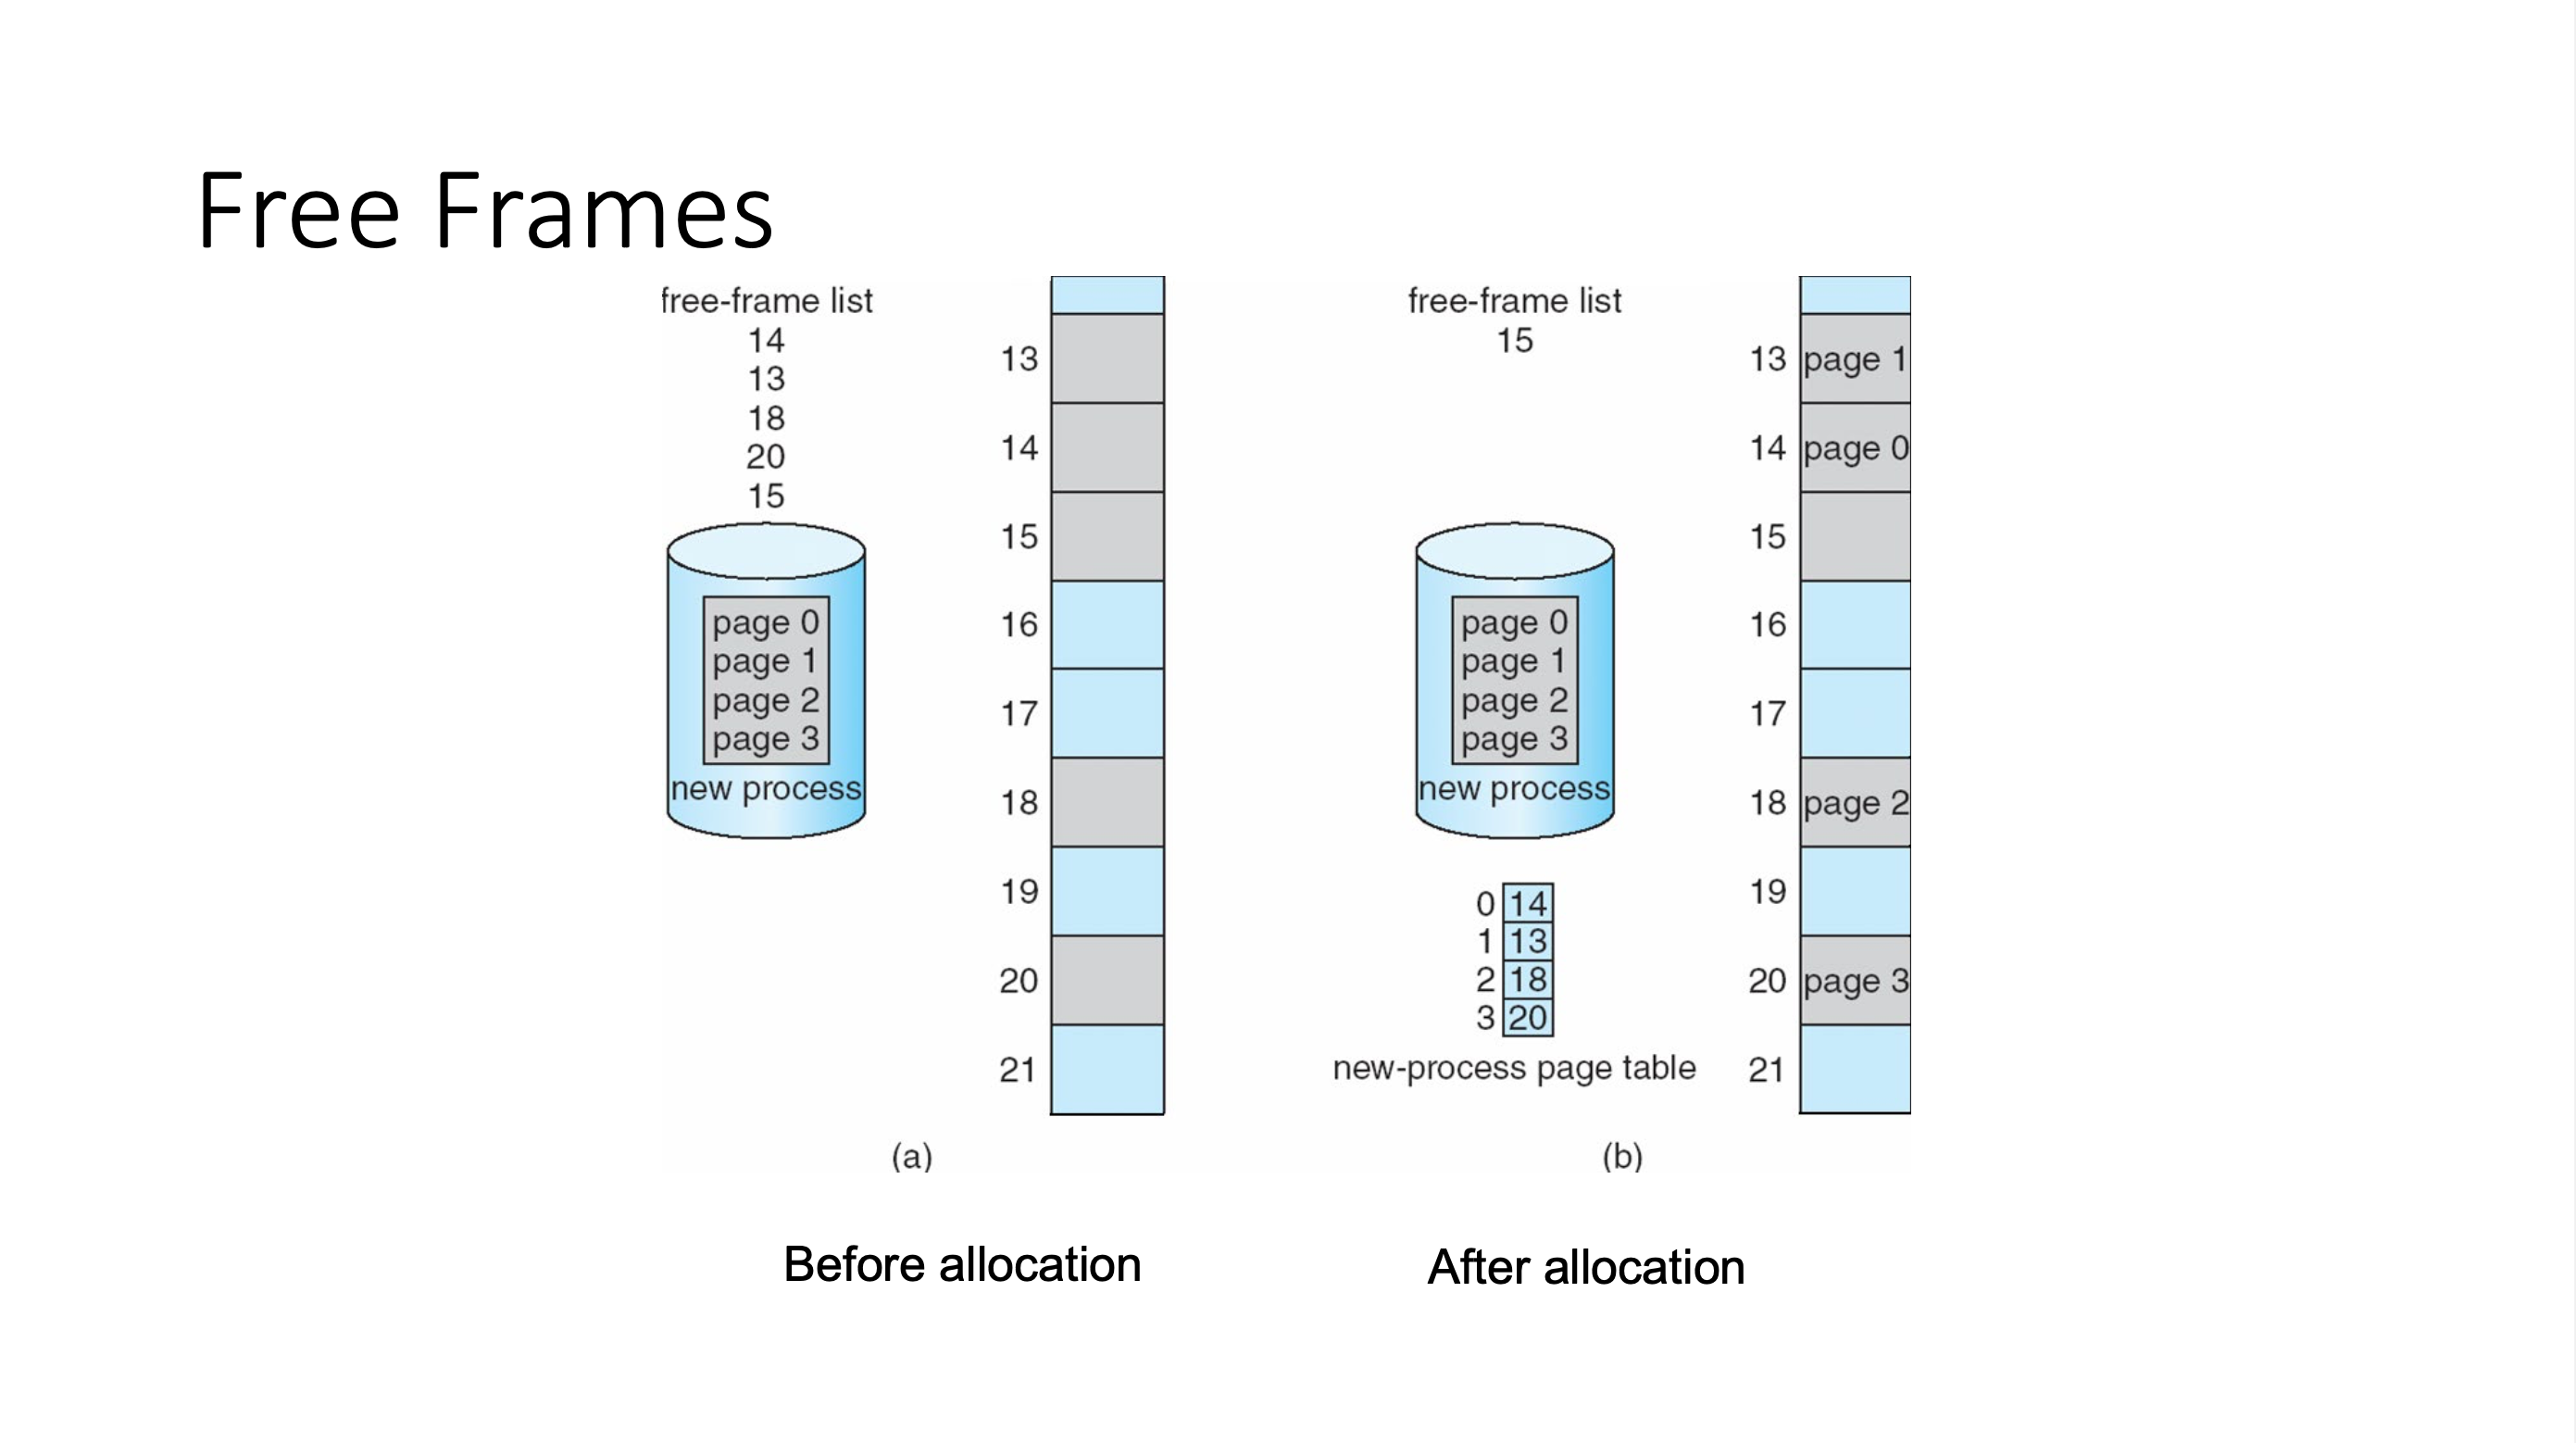 Free Frames
free-frame list
14
13
18
20
15
page 0
page 1
page 2
page 3
new process
13
14
15
16
17
18
19
20
21
(a)
Before allocation
free-frame list
15
page 0
page 1
page 2
page 3
new process
0 14
1 13
2 18
3 20
new-process page table
13 page 1
14 page 0
15
16
17
18 page 2
19
20 page 3
21
(b)
After allocation